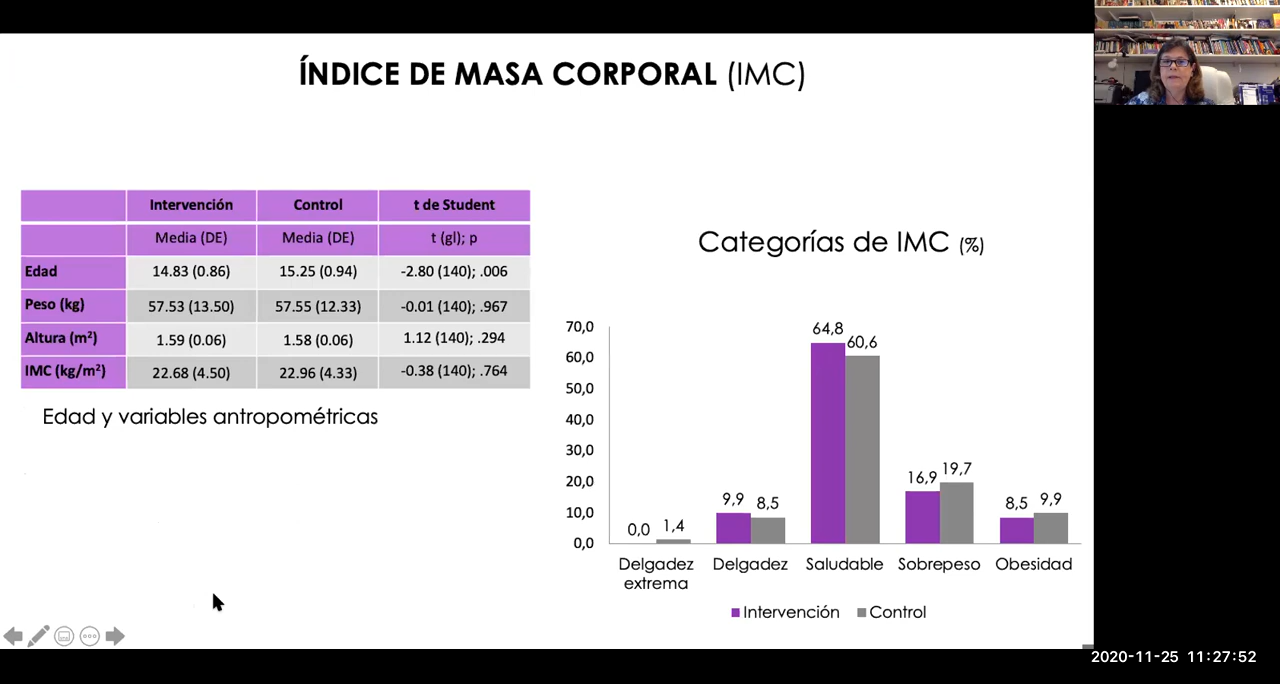 ÍNDICE DE MASA CORPORAL (IMC)
Intervención Control t de Student
Media (DE) Media (DE) t (gl); p
Edad 14.83 (0.86) 15.25 (0.94) -2.80 (140); .006
Peso (kg) 57.53 (13.50) 57.55 (12.33) -0.01 (140); .967
Altura (m²) 1.59 (0.06) 1.58 (0.06) 1.12 (140); .294
IMC (kg/m²) 22.68 (4.50) 22.96 (4.33) -0.38 (140); .764
Edad y variables antropométricas
Categorías de IMC (%)
70,0
60,0
50,0
40,0
30,0
20,0
10,0
0,0
0,0 1,4
9,9 8,5
64,8 60,6
16,9 19,7
8,5 9,9
Delgadez extrema
Delgadez
Saludable
Sobrepeso
Obesidad
Intervención Control
2020-11-25 11:27:52